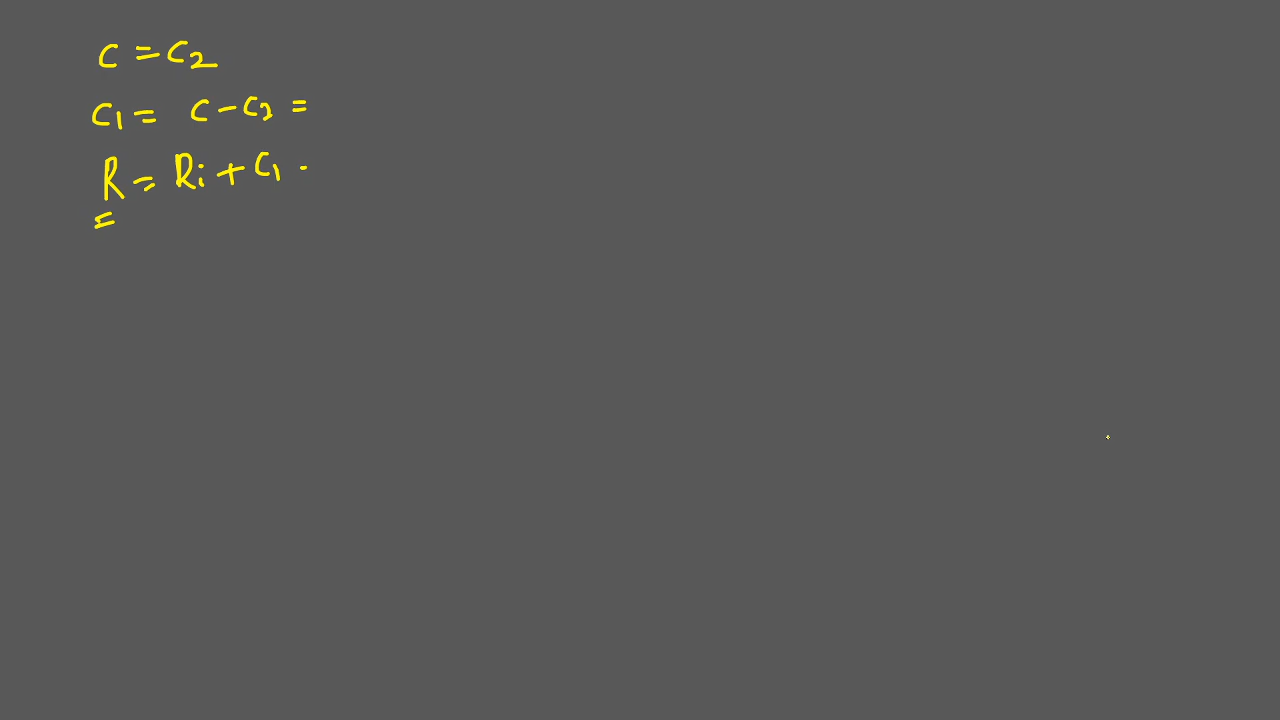 C = C2
C1 = C - C2 =
R = Ri + C1 -
=